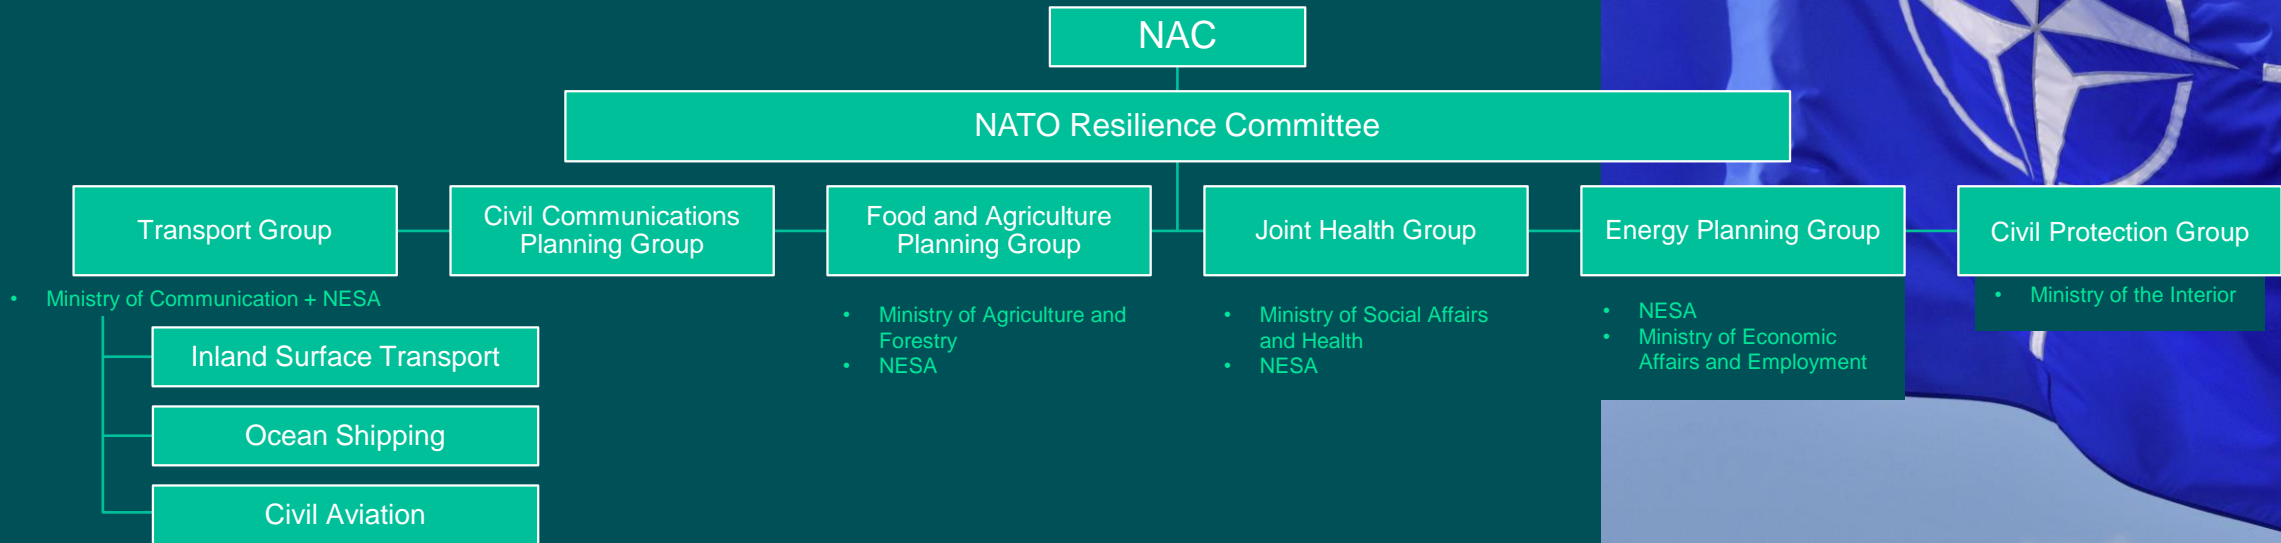 NAC
NATO Resilience Committee
Transport Group
Civil Communications
Planning Group
Food and Agriculture
Planning Group
Joint Health Group
Energy Planning Group
Civil Protection Group
• Ministry of Communication + NESA
Inland Surface Transport
Ocean Shipping
Civil Aviation
• Ministry of Agriculture and
Forestry
• NESA
• Ministry of Social Affairs
and Health
• NESA
• NESA
• Ministry of Economic
Affairs and Employment
• Ministry of the Interior